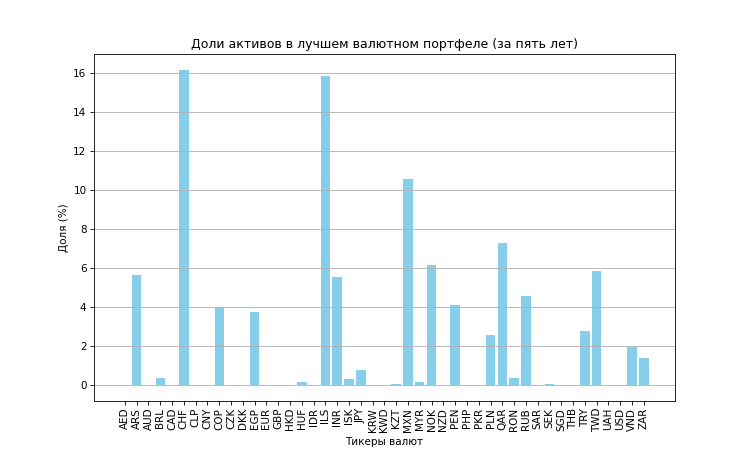 Доли активов в лучшем валютном портфеле (за пять лет)
Доля (%)
16
14
12
10
8
6
4
2
0
AED
ARS
AUD
BRL
CAD
CHF
CLP
CNY
COP
CZK
DKK
EGP
EUR
GBP
HKD
HUF
IDR
ILS
INR
ISK
JPY
KRW
KWD
KZT
MXN
MYR
NOK
NZD
PEN
PHP
PKR
PLN
QAR
RON
RUB
SAR
SEK
SGD
THB
TRY
TWD
UAH
USD
VND
ZAR
Тикеры валют